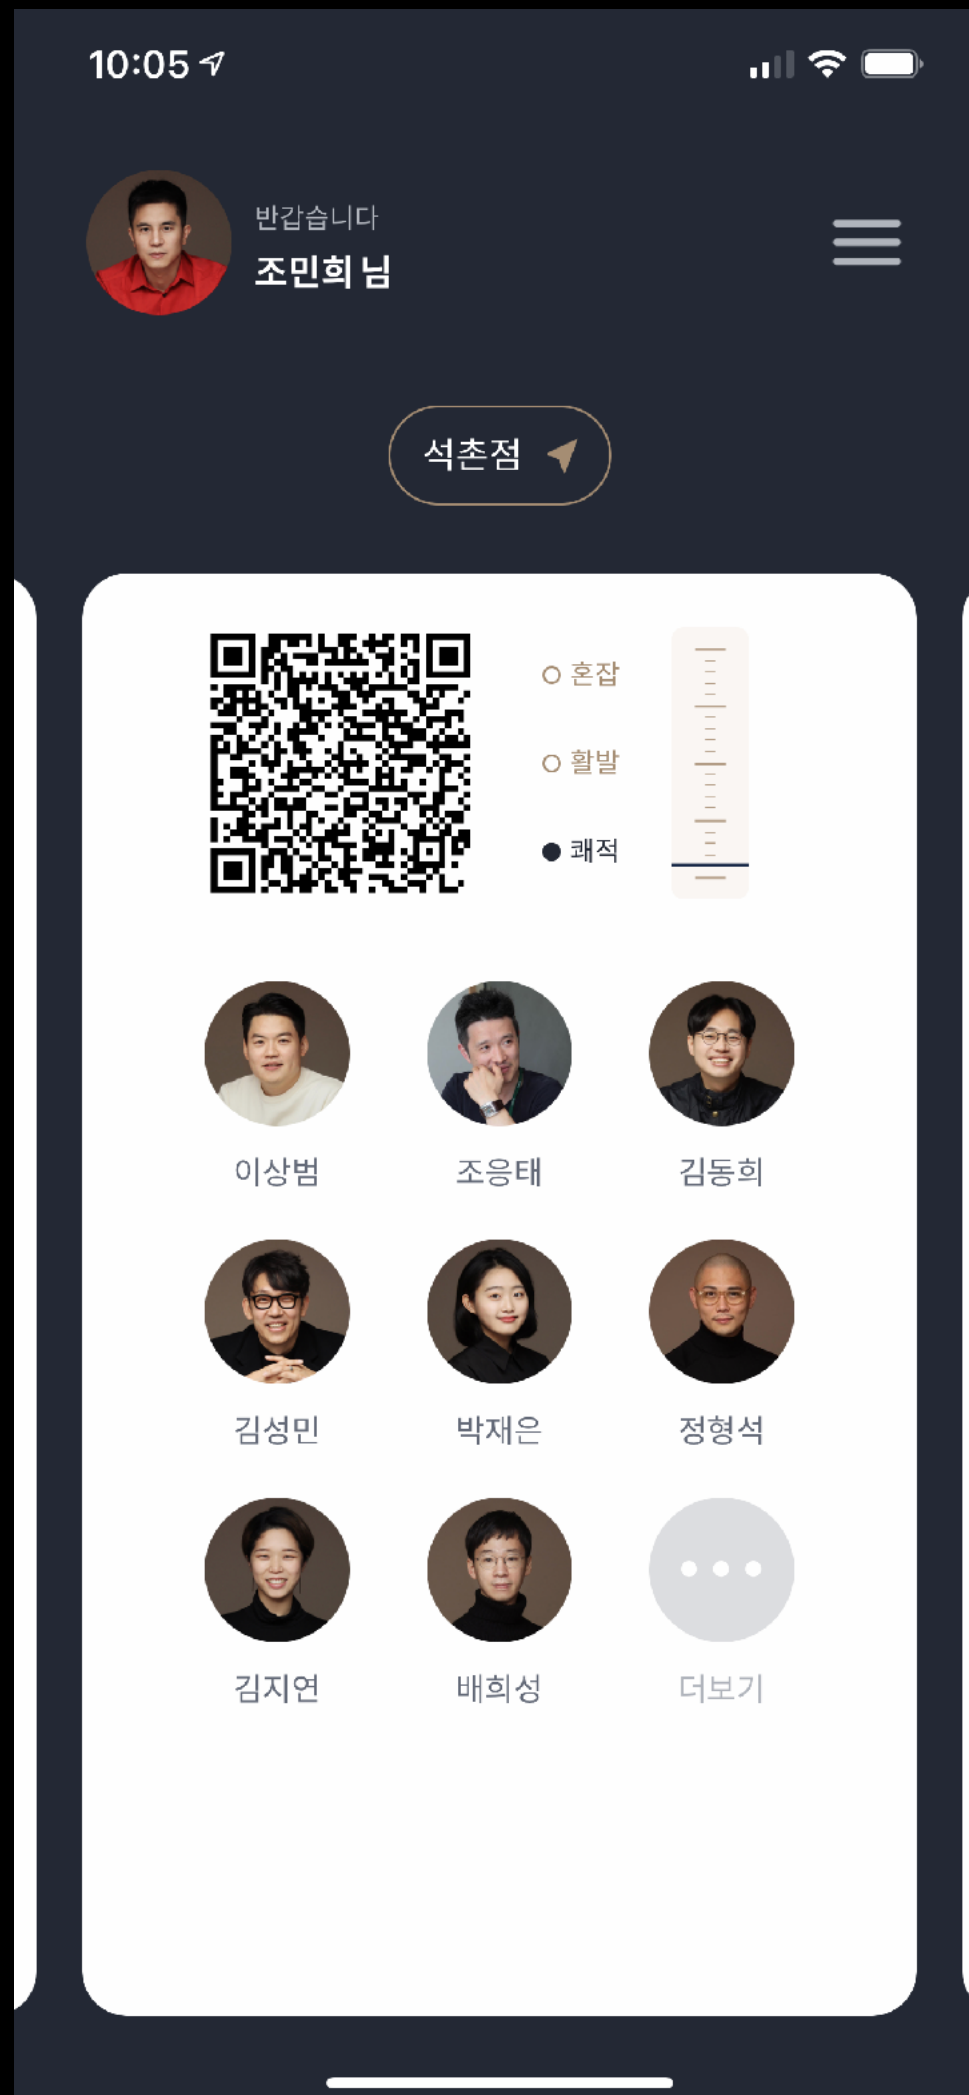 10:05
반갑습니다
조민희 님
석촌점
혼잡
활발
쾌적
이상범 조응태 김동희
김성민 박재은 정형석
김지연 배희성 더보기